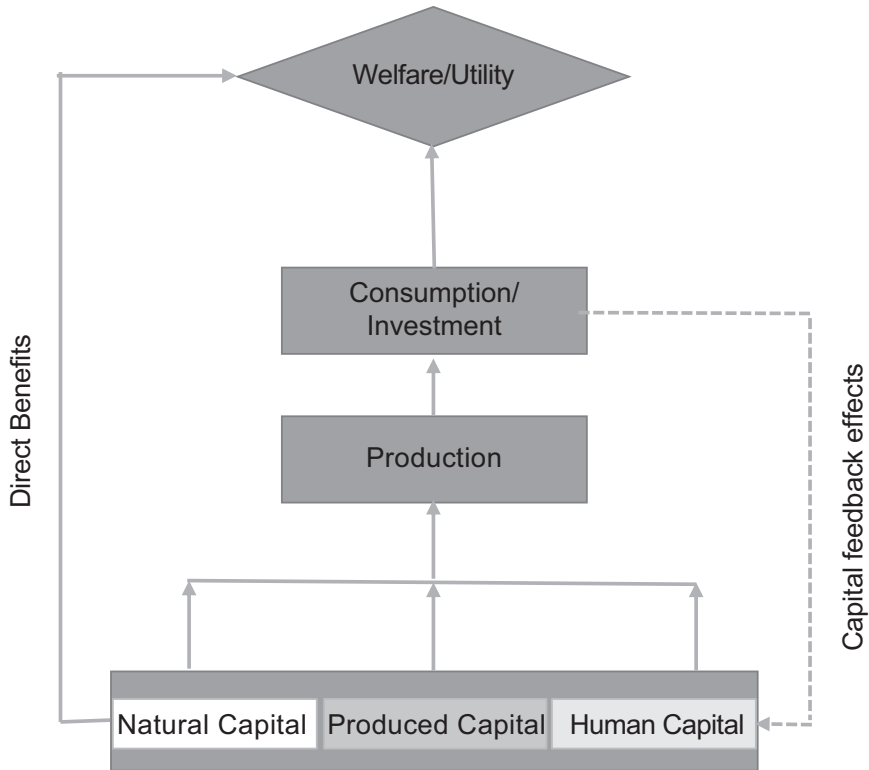 Welfare/Utility
Consumption/
Investment
Production
Natural Capital
Produced Capital
Human Capital
Direct Benefits
Capital feedback effects